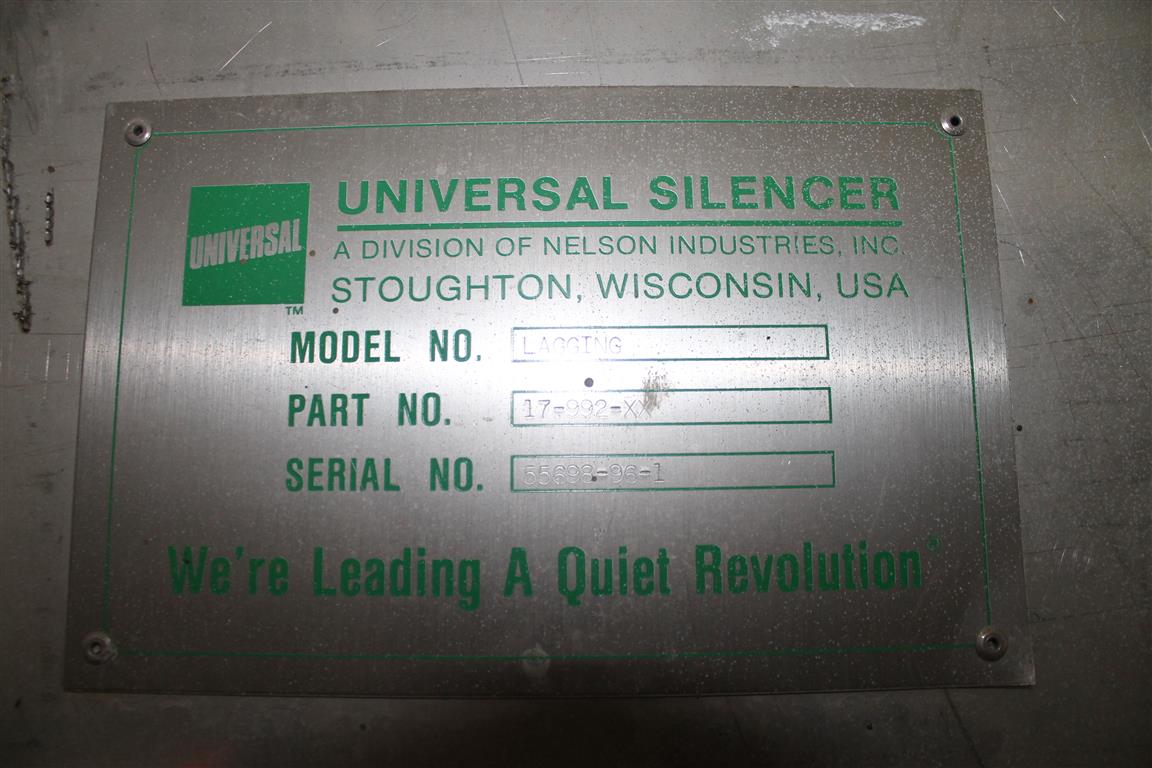 UNIVERSAL
TM
UNIVERSAL SILENCER
A DIVISION OF NELSON INDUSTRIES, INC.
STOUGHTON, WISCONSIN, USA
MODEL NO. LAGGING
PART NO. 17-992-XX
SERIAL NO. 55698-96-1
We're Leading A Quiet Revolution®